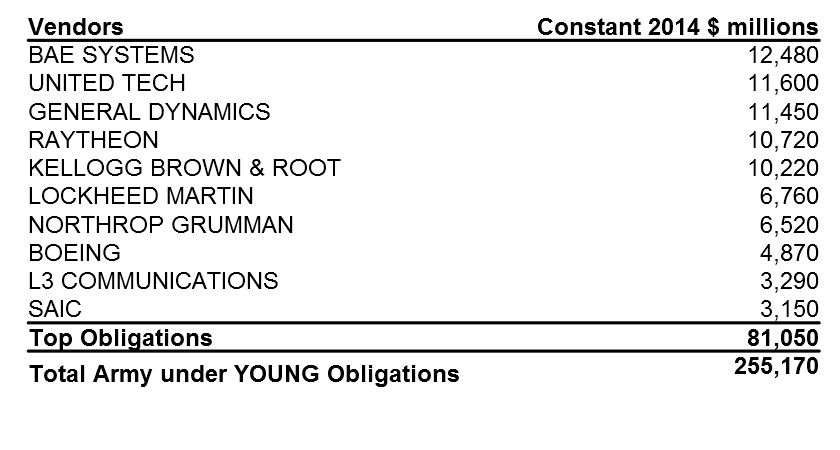 Vendors Constant 2014 $ millions
BAE SYSTEMS 12,480
UNITED TECH 11,600
GENERAL DYNAMICS 11,450
RAYTHEON 10,720
KELLOGG BROWN & ROOT 10,220
LOCKHEED MARTIN 6,760
NORTHROP GRUMMAN 6,520
BOEING 4,870
L3 COMMUNICATIONS 3,290
SAIC 3,150
Top Obligations 81,050
Total Army under YOUNG Obligations 255,170